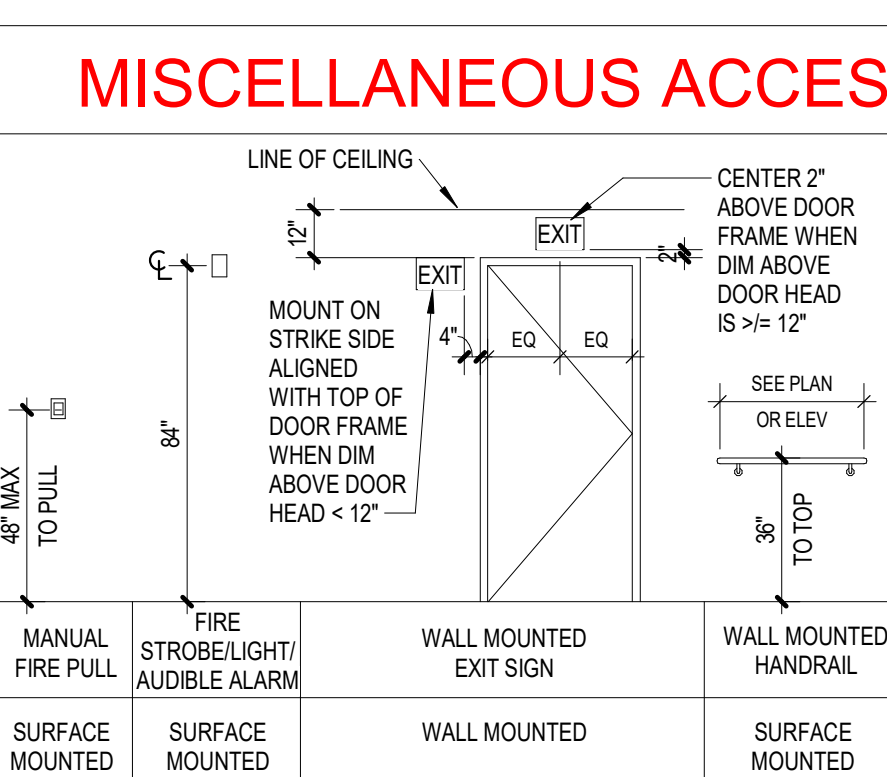 MISCELLANEOUS ACCES
LINE OF CEILING
12"
EXIT
CENTER 2"
ABOVE DOOR
FRAME WHEN
DIM ABOVE
DOOR HEAD
IS >/= 12"
2"
℄
EXIT
MOUNT ON
STRIKE SIDE
ALIGNED
WITH TOP OF
DOOR FRAME
WHEN DIM
ABOVE DOOR
HEAD < 12"
4"
EQ
EQ
84"
48" MAX
TO PULL
SEE PLAN
OR ELEV
36"
TO TOP
MANUAL
FIRE PULL
FIRE
STROBE/LIGHT/
AUDIBLE ALARM
WALL MOUNTED
EXIT SIGN
WALL MOUNTED
HANDRAIL
SURFACE
MOUNTED
SURFACE
MOUNTED
WALL MOUNTED
SURFACE
MOUNTED